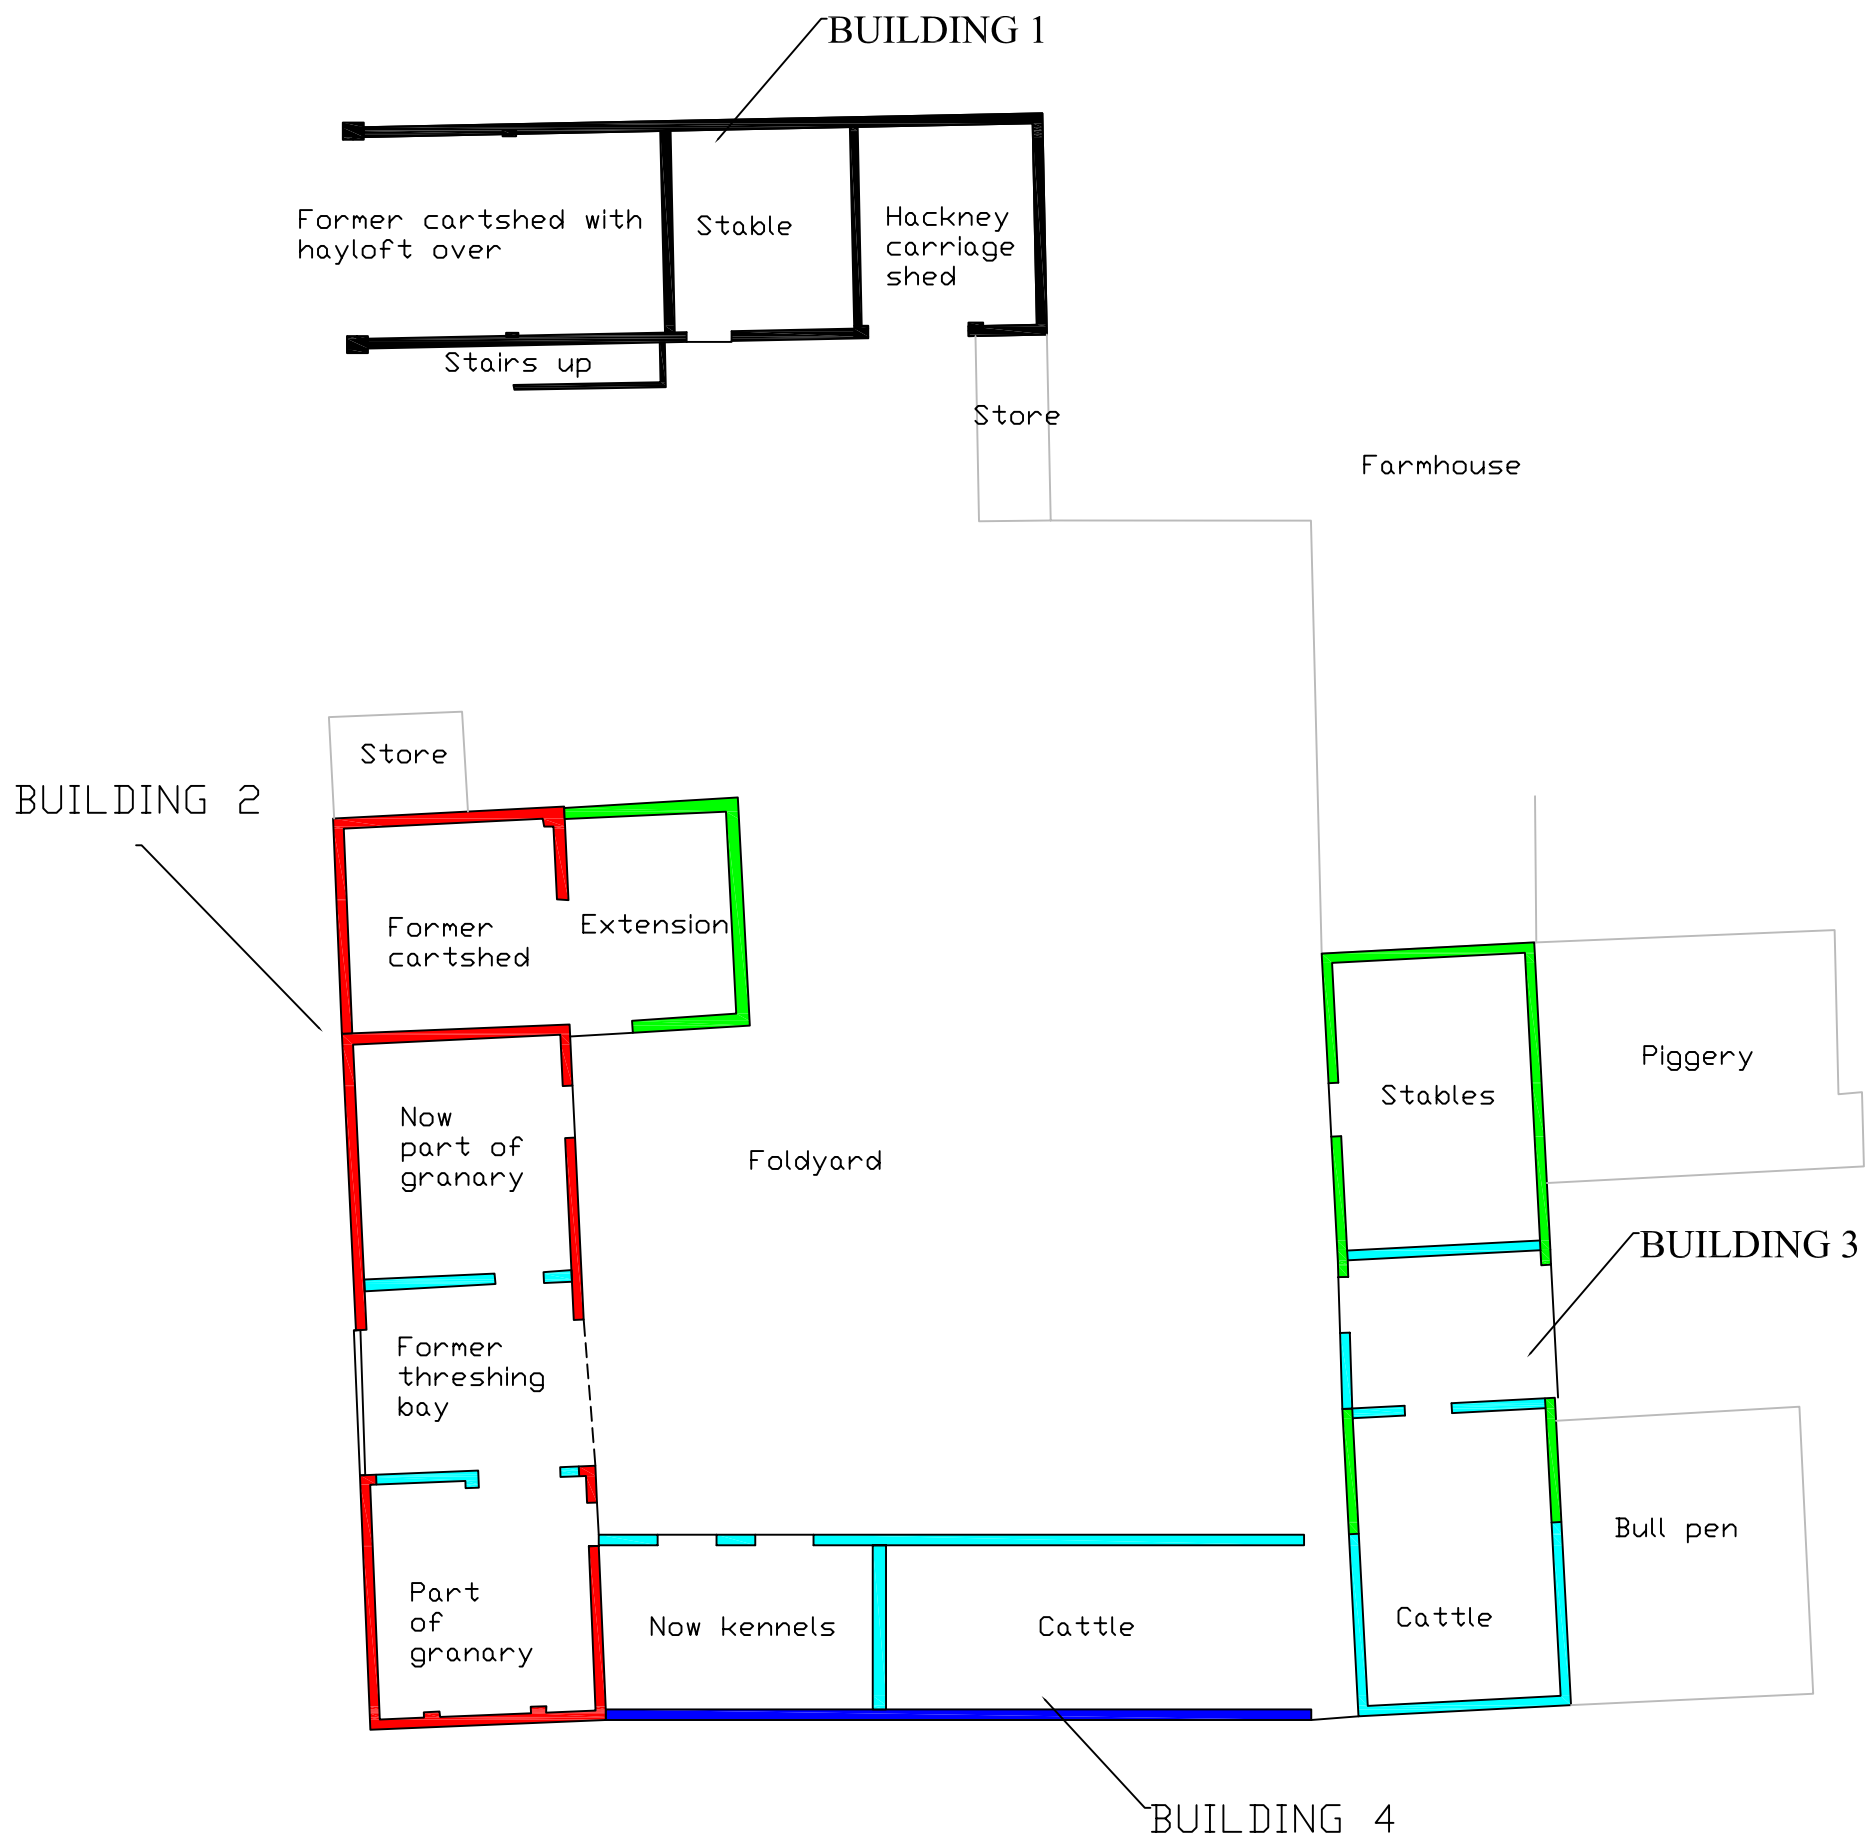 BUILDING 1
Former cartshed with
hayloft over
Stable
Hackney
carriage
shed
Stairs up
Store
Farmhouse
Store
BUILDING 2
Former
cartshed
Extension
Now
part of
granary
Foldyard
Stables
Piggery
BUILDING 3
Former
threshing
bay
Bull pen
Part
of
granary
Now kennels
Cattle
Cattle
BUILDING 4